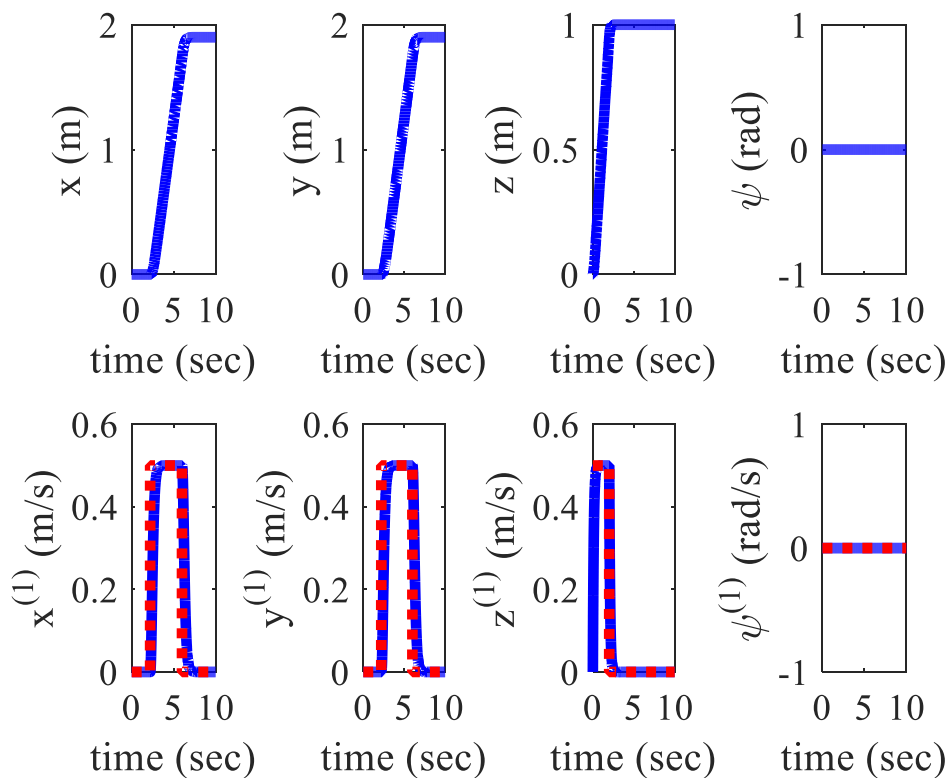 x (m)
2
1
0
0 5 10
time (sec)
y (m)
2
1
0
0 5 10
time (sec)
z (m)
1
0.5
0
0 5 10
time (sec)
ψ (rad)
1
0
-1
0 5 10
time (sec)
x^(1) (m/s)
0.6
0.4
0.2
0
0 5 10
time (sec)
y^(1) (m/s)
0.6
0.4
0.2
0
0 5 10
time (sec)
z^(1) (m/s)
0.6
0.4
0.2
0
0 5 10
time (sec)
ψ^(1) (rad/s)
1
0
-1
0 5 10
time (sec)